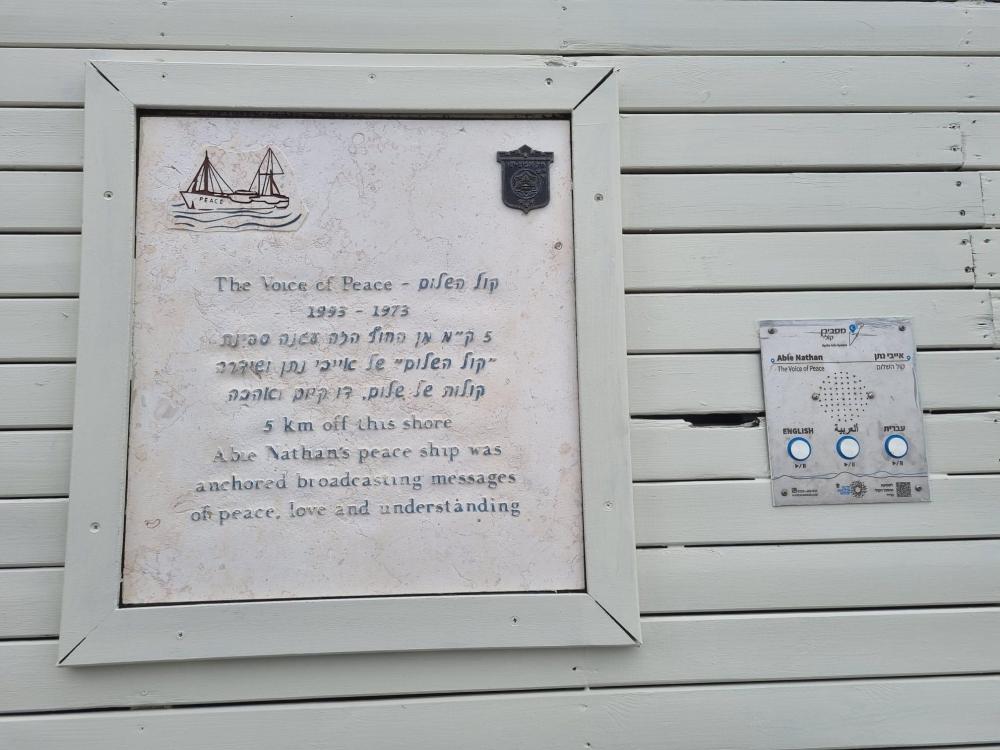 PEACE
The Voice of Peace - קול השלום
1993 - 1973
5 ק"מ מן החוף הזה עגנה ספינת
"קול השלום" של אייבי נתן ושידרה
קולות של שלום, דו קיום ואהבה
5 km off this shore
Abie Nathan's peace ship was
anchored broadcasting messages
of peace, love and understanding
מסבירן
קולי
Abie Nathan
אייבי נתן
The Voice of Peace
קול השלום
ENGLISH
العربية
עברית